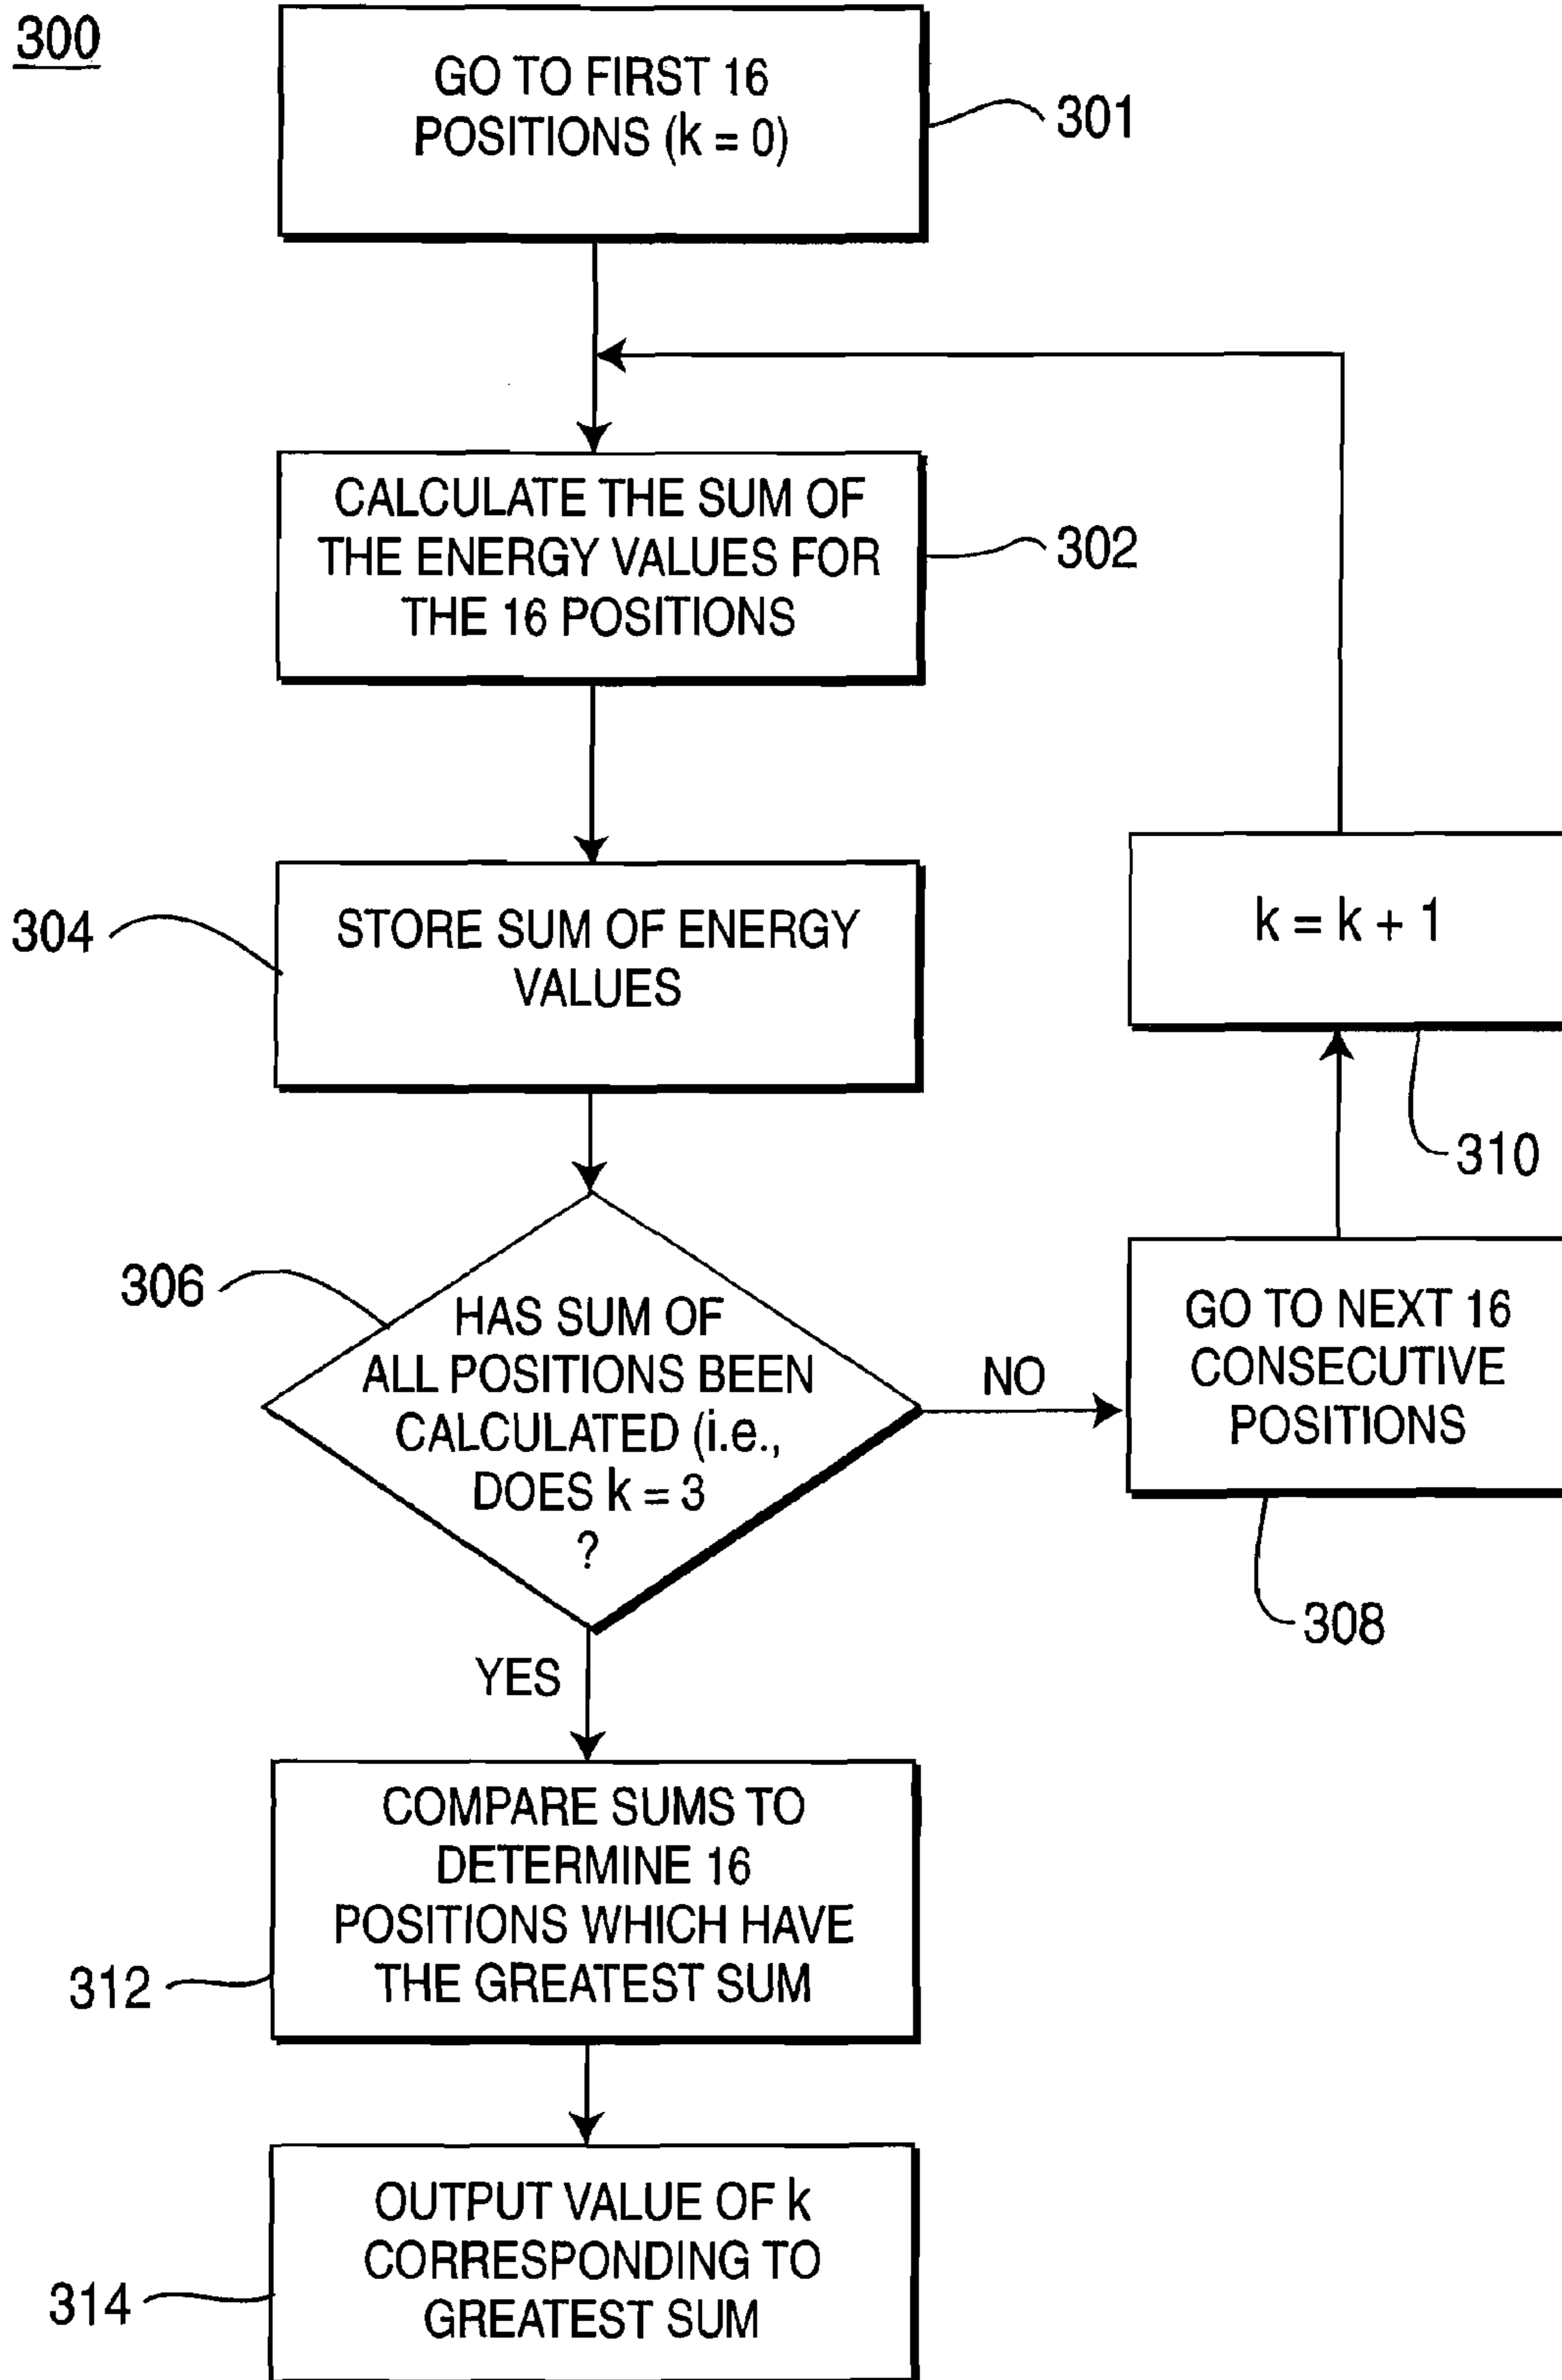 300
GO TO FIRST 16
POSITIONS (k = 0)
301
CALCULATE THE SUM OF
THE ENERGY VALUES FOR
THE 16 POSITIONS
302
304
STORE SUM OF ENERGY
VALUES
k = k + 1
310
306
HAS SUM OF
ALL POSITIONS BEEN
CALCULATED (i.e.,
DOES k = 3
?
NO
GO TO NEXT 16
CONSECUTIVE
POSITIONS
308
YES
COMPARE SUMS TO
DETERMINE 16
POSITIONS WHICH HAVE
THE GREATEST SUM
312
OUTPUT VALUE OF k
CORRESPONDING TO
GREATEST SUM
314